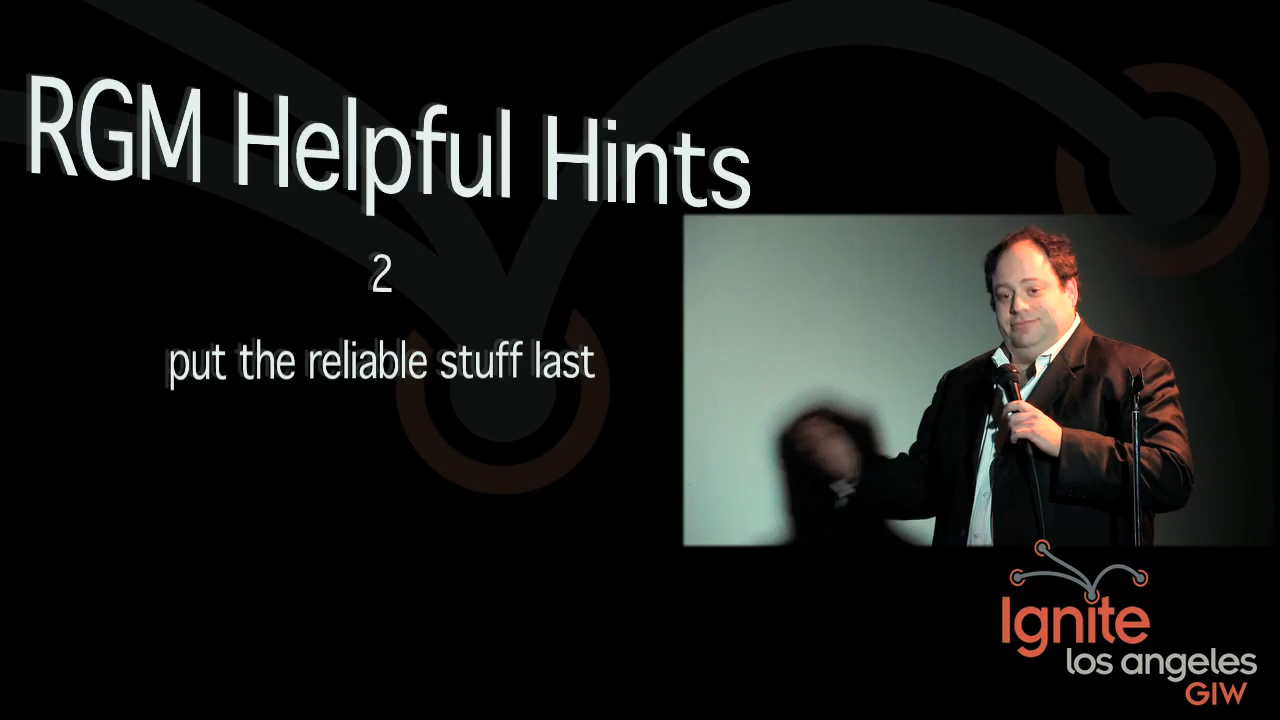 RGM Helpful Hints
2
put the reliable stuff last
Ignite
los angeles
GIW